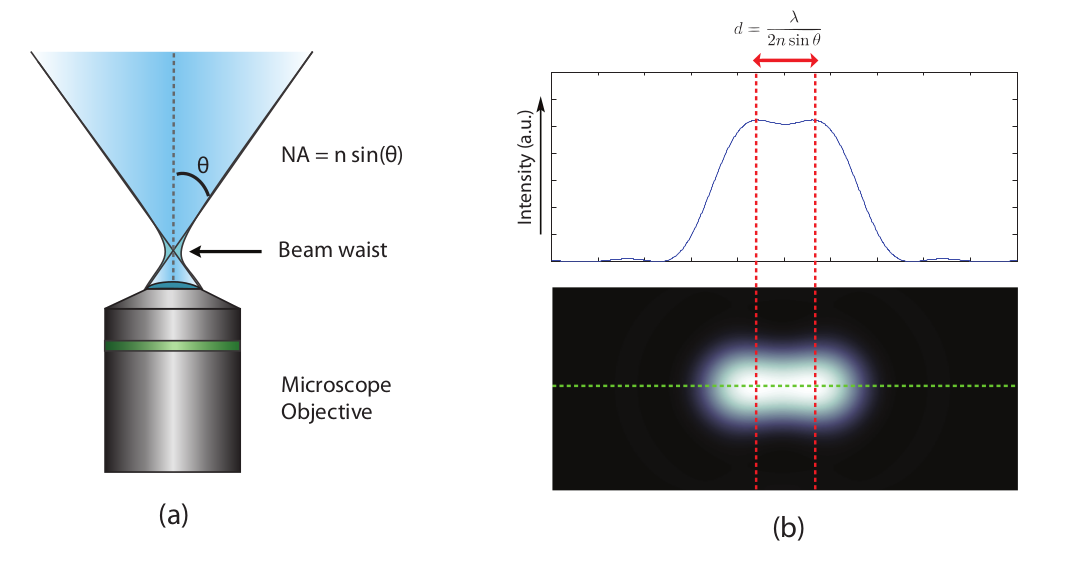 θ
NA = n sin(θ)
Beam waist
Microscope
Objective
(a)
d = λ / 2n sin θ
Intensity (a.u.)
(b)